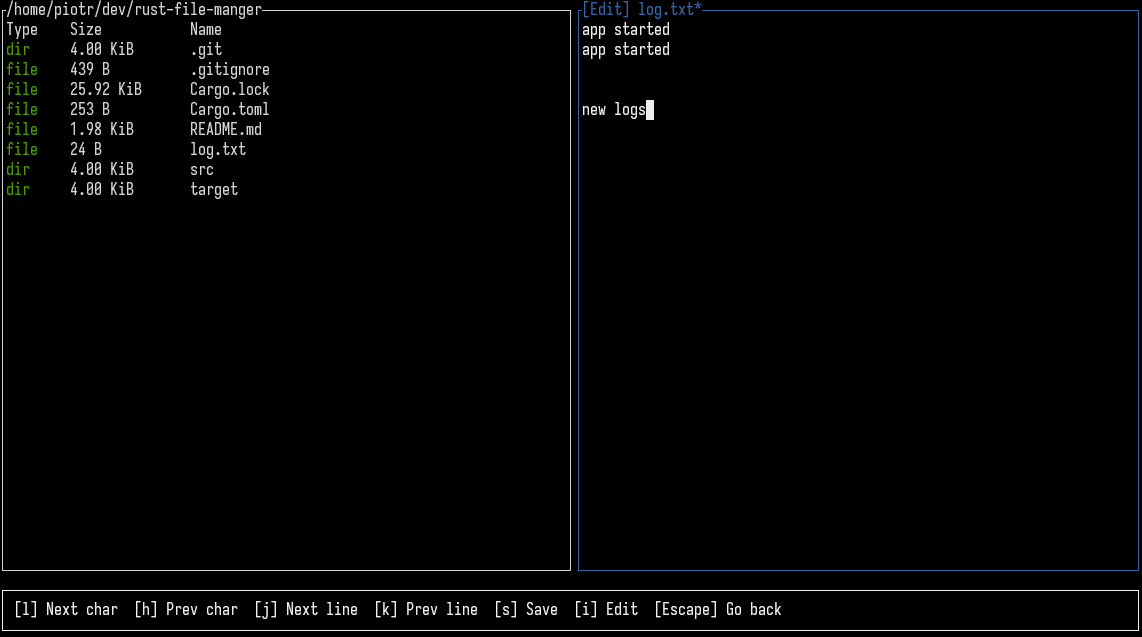 /home/piotr/dev/rust-file-manger
Type Size Name
dir 4.00 KiB .git
file 439 B .gitignore
file 25.92 KiB Cargo.lock
file 253 B Cargo.toml
file 1.98 KiB README.md
file 24 B log.txt
dir 4.00 KiB src
dir 4.00 KiB target
[Edit] log.txt*
app started
app started
new logs
[l] Next char [h] Prev char [j] Next line [k] Prev line [s] Save [i] Edit [Escape] Go back